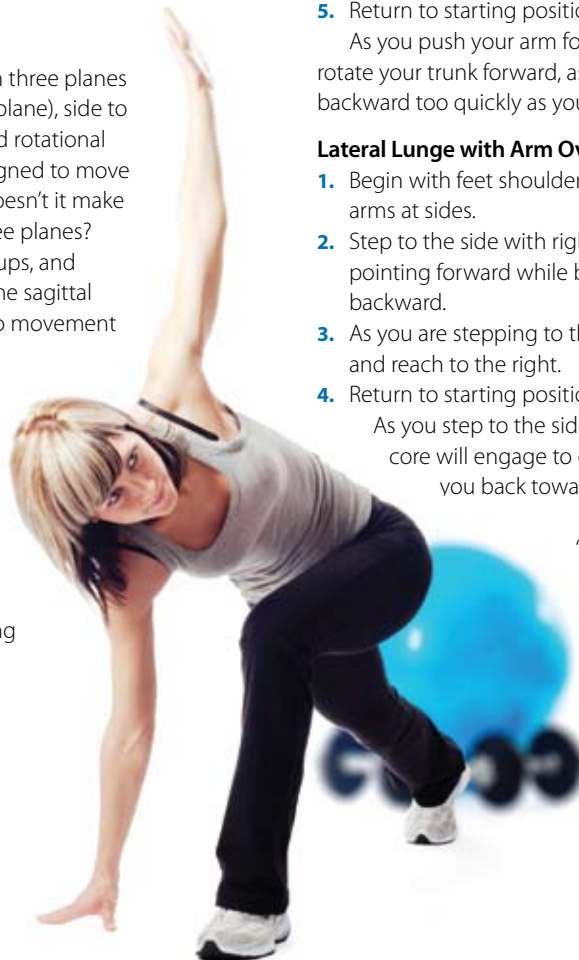 three planes
plane), side to
rotational
gned to move
oesn't it make
ee planes?
ups, and
ne sagittal
o movement
ng
5. Return to starting positio
As you push your arm fo
rotate your trunk forward, as
backward too quickly as you
Lateral Lunge with Arm Ov
1. Begin with feet shoulder
arms at sides.
2. Step to the side with righ
pointing forward while b
backward.
3. As you are stepping to th
and reach to the right.
4. Return to starting positio
As you step to the side
core will engage to
you back towa